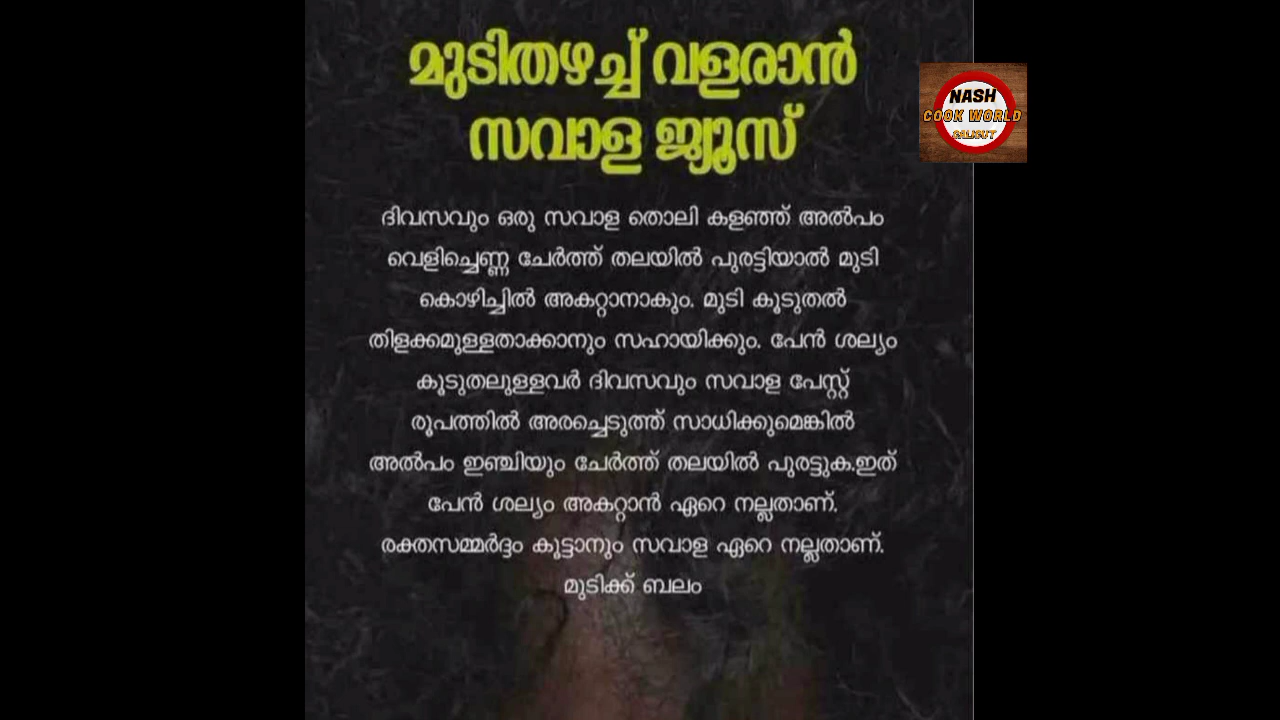 മുടിതഴച്ച് വളരാൻ
സവാള ജ്യൂസ്
ദിവസവും ഒരു സവാള തൊലി കളഞ്ഞ് അൽപം
വെളിച്ചെണ്ണ ചേർത്ത് തലയിൽ പുരട്ടിയാൽ മുടി
കൊഴിച്ചിൽ അകറ്റാനാകും. മുടി കൂടുതൽ
തിളക്കമുള്ളതാക്കാനും സഹായിക്കും. പേൻ ശല്യം
കൂടുതലുള്ളവർ ദിവസവും സവാള പേസ്റ്റ്
രൂപത്തിൽ അരച്ചെടുത്ത് സാധിക്കുമെങ്കിൽ
അൽപം ഇഞ്ചിയും ചേർത്ത് തലയിൽ പുരട്ടുക.ഇത്
പേൻ ശല്യം അകറ്റാൻ ഏറെ നല്ലതാണ്.
രക്തസമ്മർദ്ദം കൂട്ടാനും സവാള ഏറെ നല്ലതാണ്.
മുടിക്ക് ബലം
NASH
COOK WORLD
CALICUT